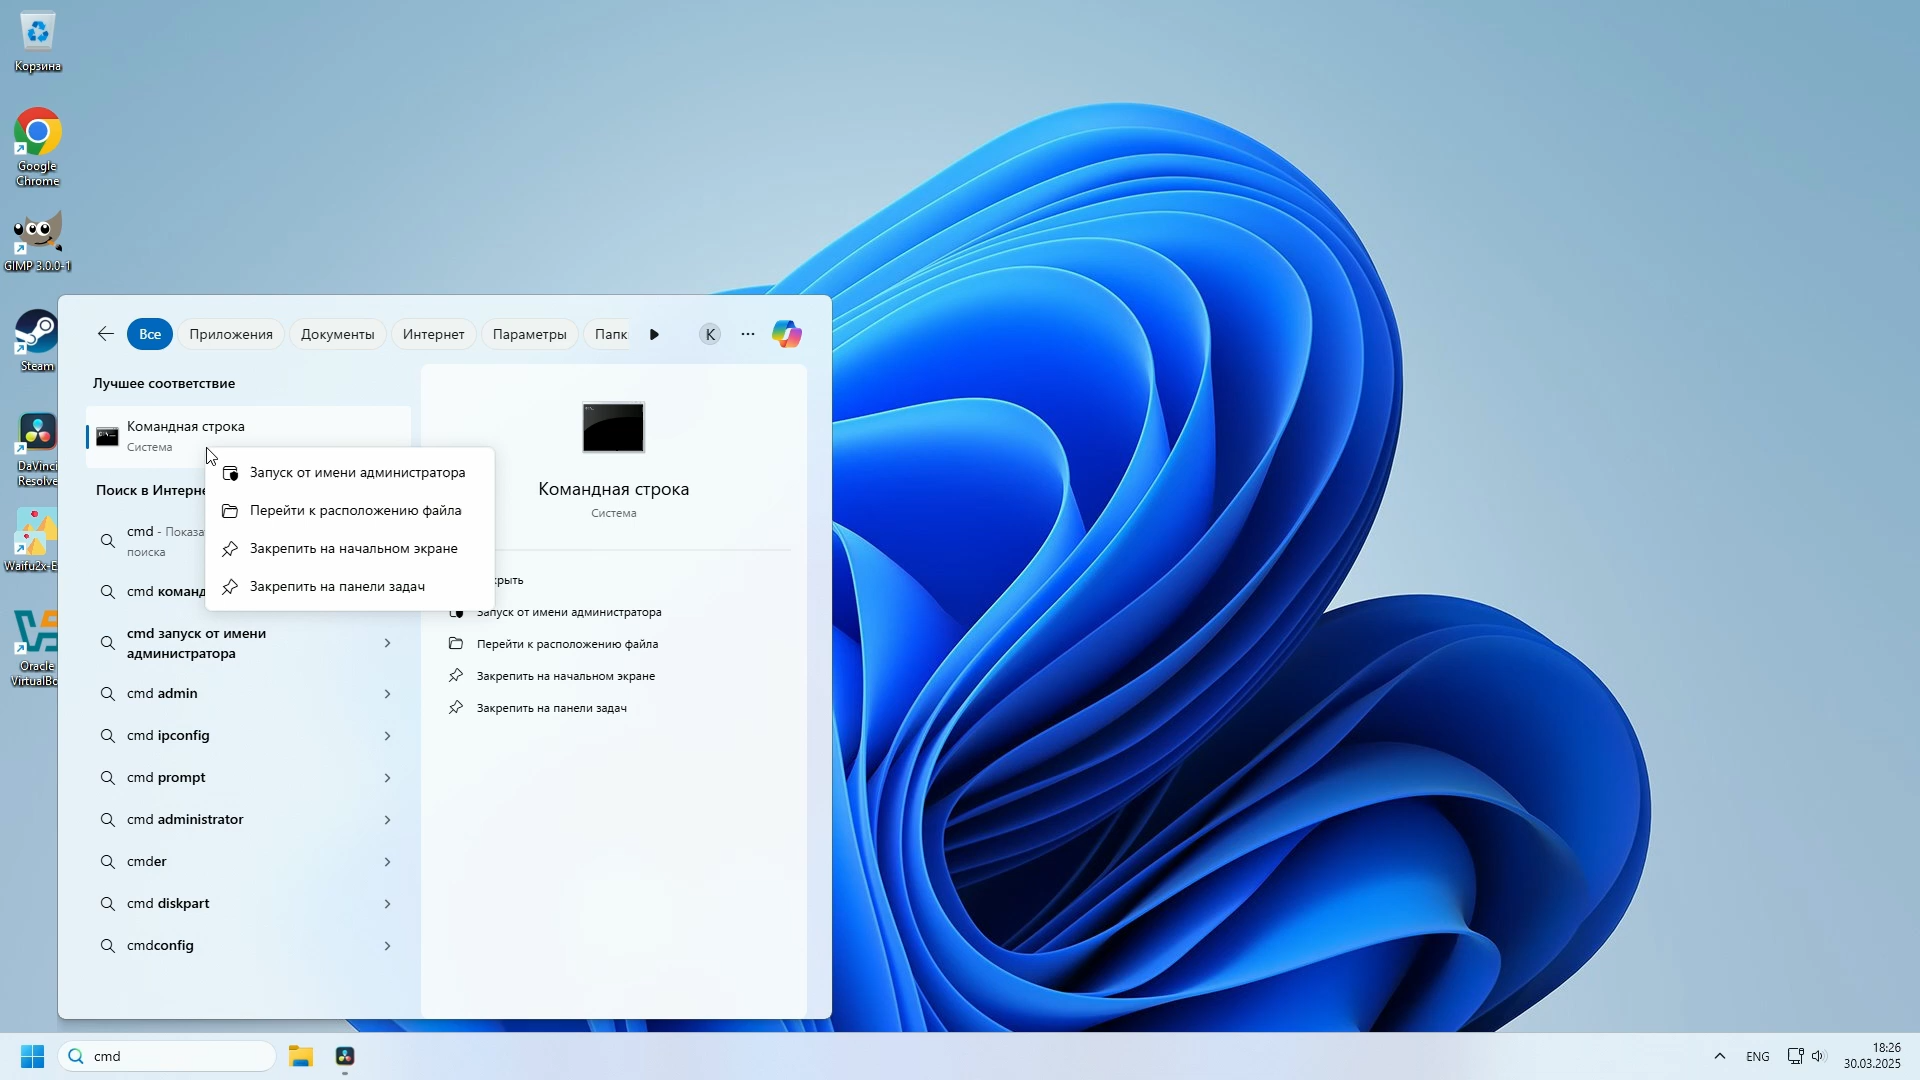 Корзина
Google
Chrome
GIMP 3.0.0-1
Steam
DaVinci
Resolve
Waifu2x-E
Oracle
VirtualBo
Все
Приложения
Документы
Интернет
Параметры
Папк
K
Лучшее соответствие
Командная строка
Система
Поиск в Интерне
cmd - Показа
поиска
cmd команд
cmd запуск от имени
администратора
cmd admin
cmd ipconfig
cmd prompt
cmd administrator
cmder
cmd diskpart
cmdconfig
Запуск от имени администратора
Перейти к расположению файла
Закрепить на начальном экране
Закрепить на панели задач
Командная строка
Система
крыть
Запуск от имени администратора
Перейти к расположению файла
Закрепить на начальном экране
Закрепить на панели задач
cmd
ENG
18:26
30.03.2025